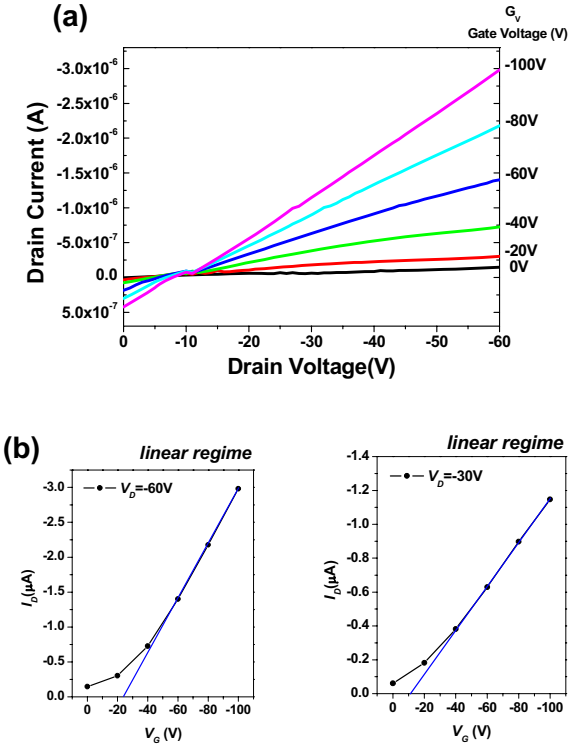 (a)
G_V
Gate Voltage (V)
-3.0x10^-6
-2.5x10^-6
-2.0x10^-6
-1.5x10^-6
-1.0x10^-6
-5.0x10^-7
0.0
5.0x10^-7
Drain Current (A)
-100V
-80V
-60V
-40V
-20V
0V
0 -10 -20 -30 -40 -50 -60
Drain Voltage(V)
(b)
linear regime
V_D=-60V
-3.0
-2.5
-2.0
-1.5
-1.0
-0.5
0.0
I_D(μA)
0 -20 -40 -60 -80 -100
V_G (V)
linear regime
V_D=-30V
-1.4
-1.2
-1.0
-0.8
-0.6
-0.4
-0.2
0.0
I_D(μA)
0 -20 -40 -60 -80 -100
V_G (V)